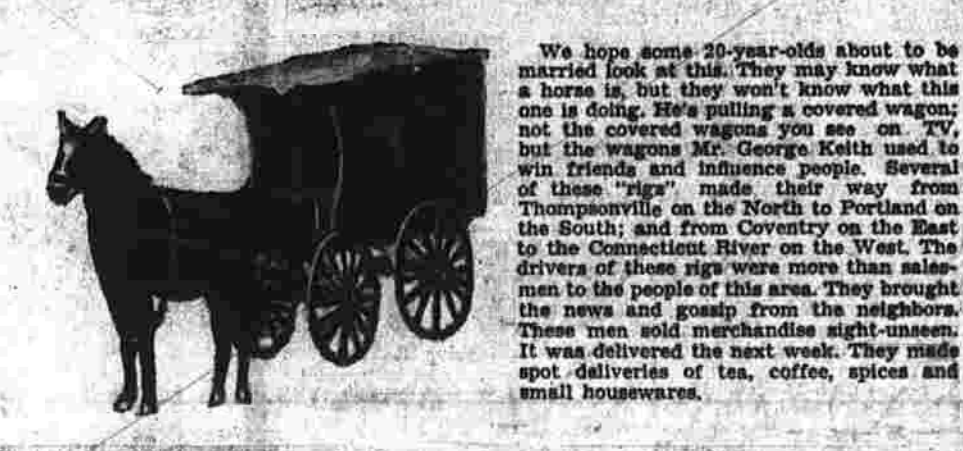 We hope some 20-year-olds about to be
married look at this. They may know what
a horse is, but they won't know what this
one is doing. He's pulling a covered wagon;
not the covered wagons you see on TV,
but the wagons Mr. George Keith used to
win friends and influence people. Several
of these "rigs" made their way from
Thompsonville on the North to Portland on
the South; and from Coventry on the East
to the Connecticut River on the West. The
drivers of these rigs were more than sales-
men to the people of this area. They brought
the news and gossip from the neighbors.
These men sold merchandise sight-unseen.
It was delivered the next week. They made
spot deliveries of tea, coffee, spices and
small housewares.